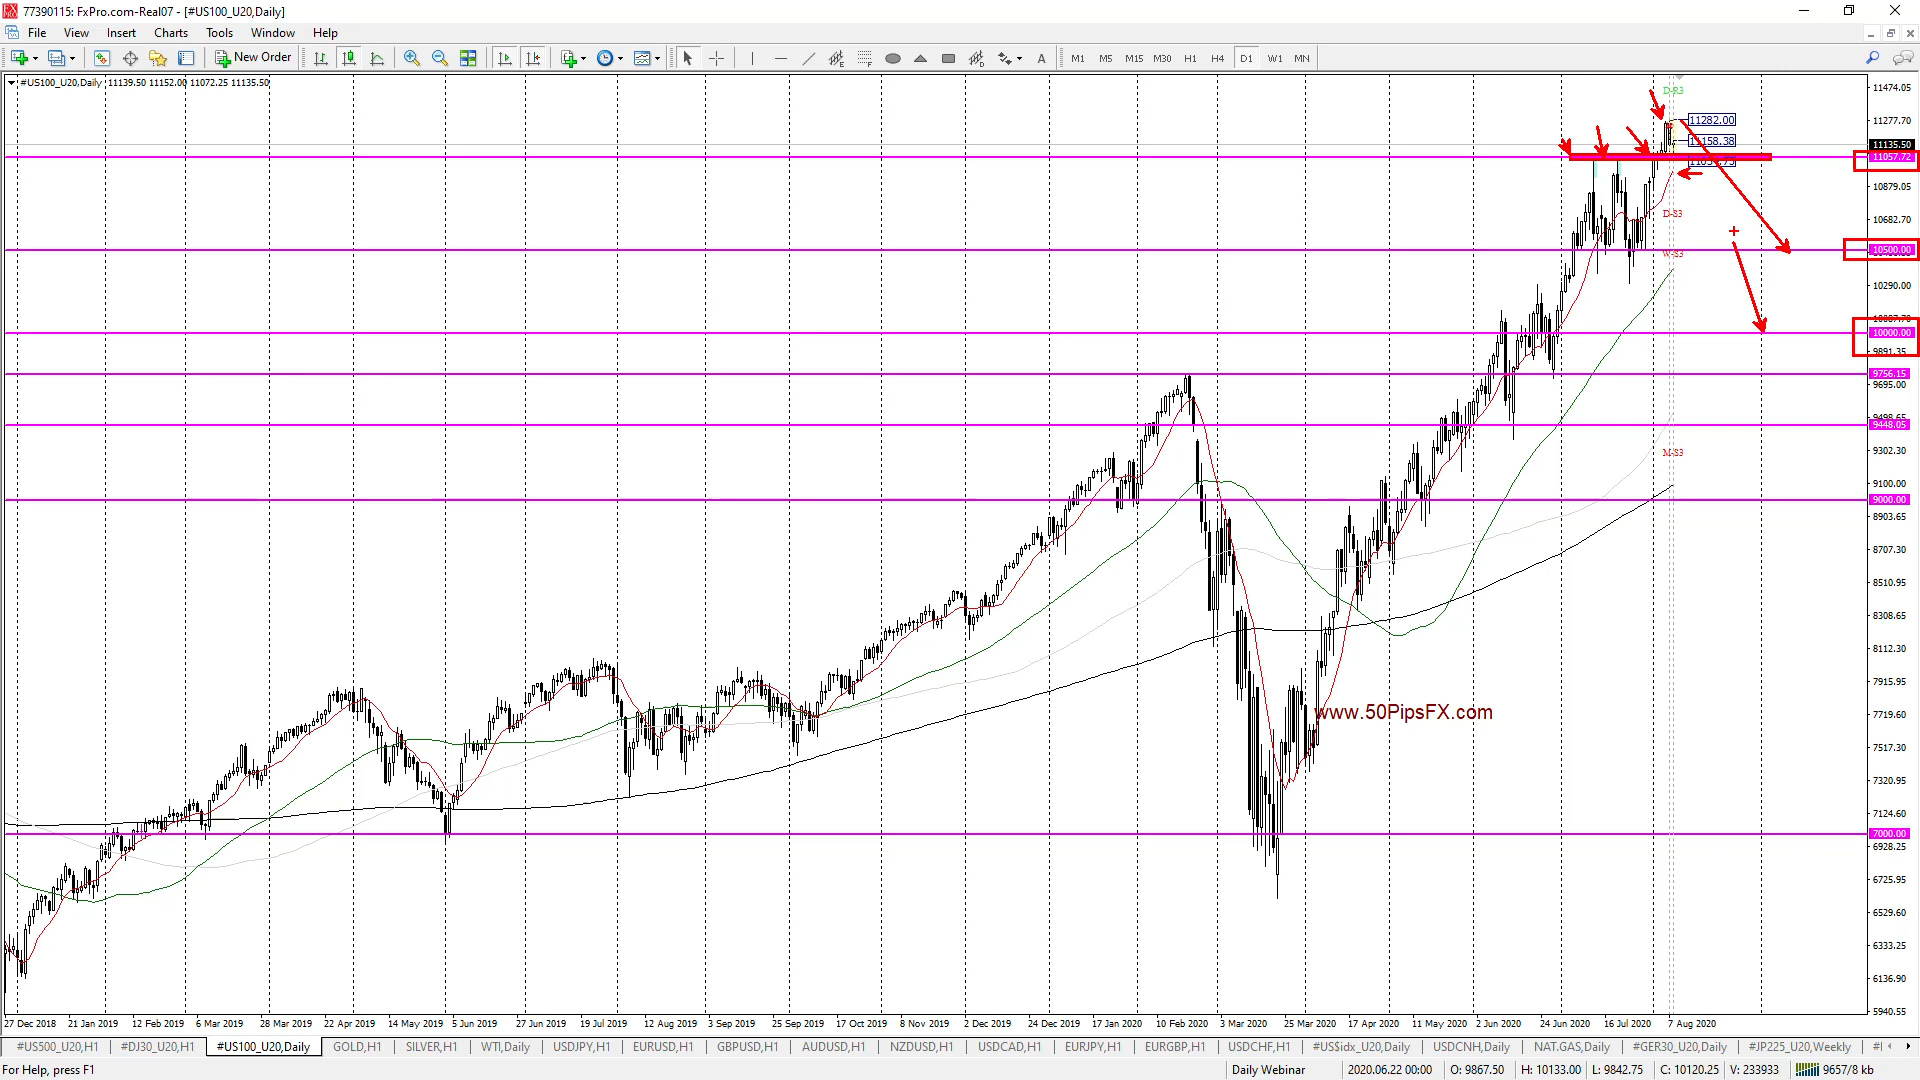 77390115: FxPro.com-Real07 - [#US100_U20,Daily]
File View Insert Charts Tools Window Help
New Order
A
M1 M5 M15 M30 H1 H4 D1 W1 MN
#US100_U20,Daily 11139.50 11152.00 11072.25 11135.50
D-R3
11282.00
11158.38
D-S3
W-S3
M-S3
www.50PipsFX.com
11474.05
11277.70
11135.50
11057.72
10879.05
10682.70
10500.00
10290.00
10000.00
9891.35
9756.15
9695.00
9498.65
9448.05
9302.30
9100.00
9000.00
8903.65
8707.30
8510.95
8308.65
8112.30
7915.95
7719.60
7517.30
7320.95
7124.60
7000.00
6928.25
6725.95
6529.60
6333.25
6136.90
5940.55
27 Dec 2018 21 Jan 2019 12 Feb 2019 6 Mar 2019 28 Mar 2019 22 Apr 2019 14 May 2019 5 Jun 2019 27 Jun 2019 19 Jul 2019 12 Aug 2019 3 Sep 2019 25 Sep 2019 17 Oct 2019 8 Nov 2019 2 Dec 2019 24 Dec 2019 17 Jan 2020 10 Feb 2020 3 Mar 2020 25 Mar 2020 17 Apr 2020 11 May 2020 2 Jun 2020 24 Jun 2020 16 Jul 2020 7 Aug 2020
#US500_U20,H1 #DJ30_U20,H1 #US100_U20,Daily GOLD,H1 SILVER,H1 WTI,Daily USDJPY,H1 EURUSD,H1 GBPUSD,H1 AUDUSD,H1 NZDUSD,H1 USDCAD,H1 EURJPY,H1 EURGBP,H1 USDCHF,H1 #US$idx_U20,Daily USDCNH,Daily NAT.GAS,Daily #GER30_U20,Daily #JP225_U20,Weekly
For Help, press F1
Daily Webinar 2020.06.22 00:00 O: 9867.50 H: 10133.00 L: 9842.75 C: 10120.25 V: 233933 9657/8 kb